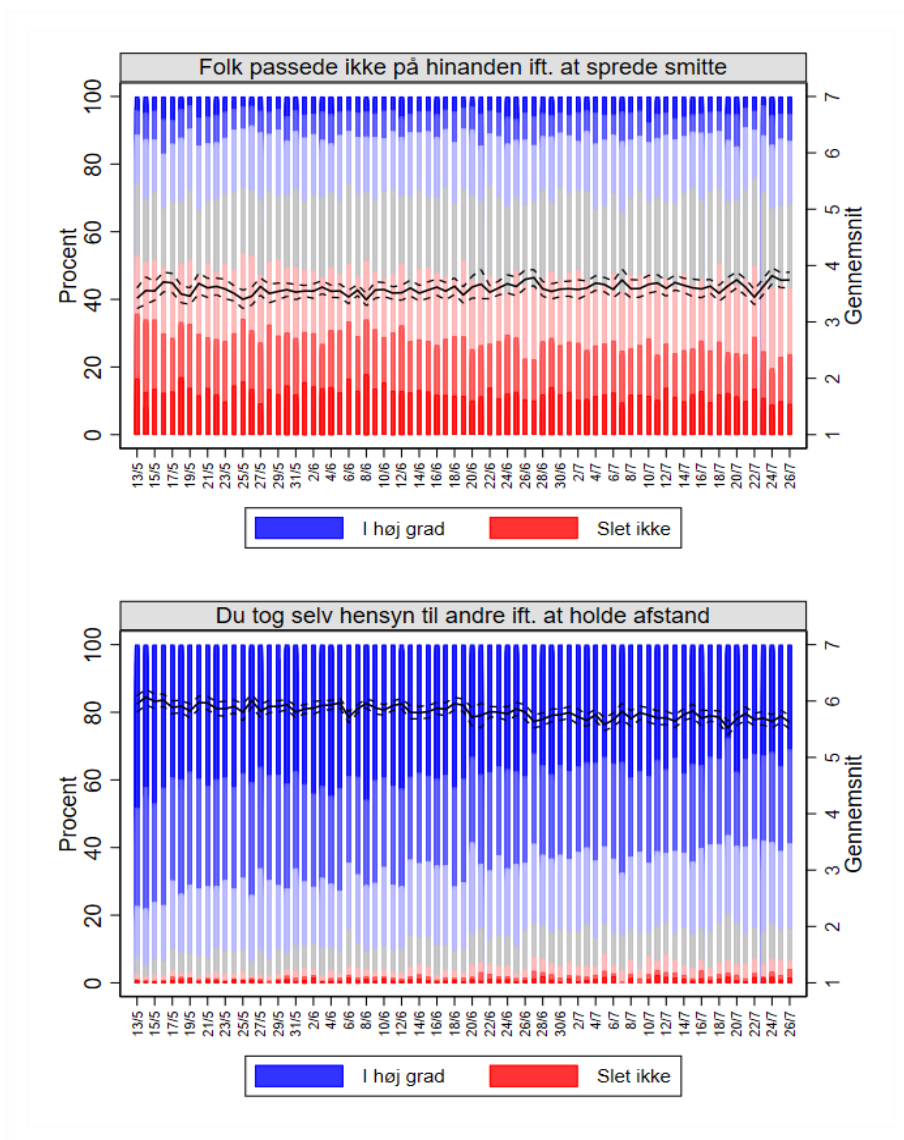 Folk passede ikke på hinanden ift. at sprede smitte
Procent
100
80
60
40
20
0
7
6
5
4
3
2
1
Gennemsnit
13/5 15/5 17/5 19/5 21/5 23/5 25/5 27/5 29/5 31/5 2/6 4/6 6/6 8/6 10/6 12/6 14/6 16/6 18/6 20/6 22/6 24/6 26/6 28/6 30/6 2/7 4/7 6/7 8/7 10/7 12/7 14/7 16/7 18/7 20/7 22/7 24/7 26/7
I høj grad Slet ikke
Du tog selv hensyn til andre ift. at holde afstand
Procent
100
80
60
40
20
0
7
6
5
4
3
2
1
Gennemsnit
13/5 15/5 17/5 19/5 21/5 23/5 25/5 27/5 29/5 31/5 2/6 4/6 6/6 8/6 10/6 12/6 14/6 16/6 18/6 20/6 22/6 24/6 26/6 28/6 30/6 2/7 4/7 6/7 8/7 10/7 12/7 14/7 16/7 18/7 20/7 22/7 24/7 26/7
I høj grad Slet ikke